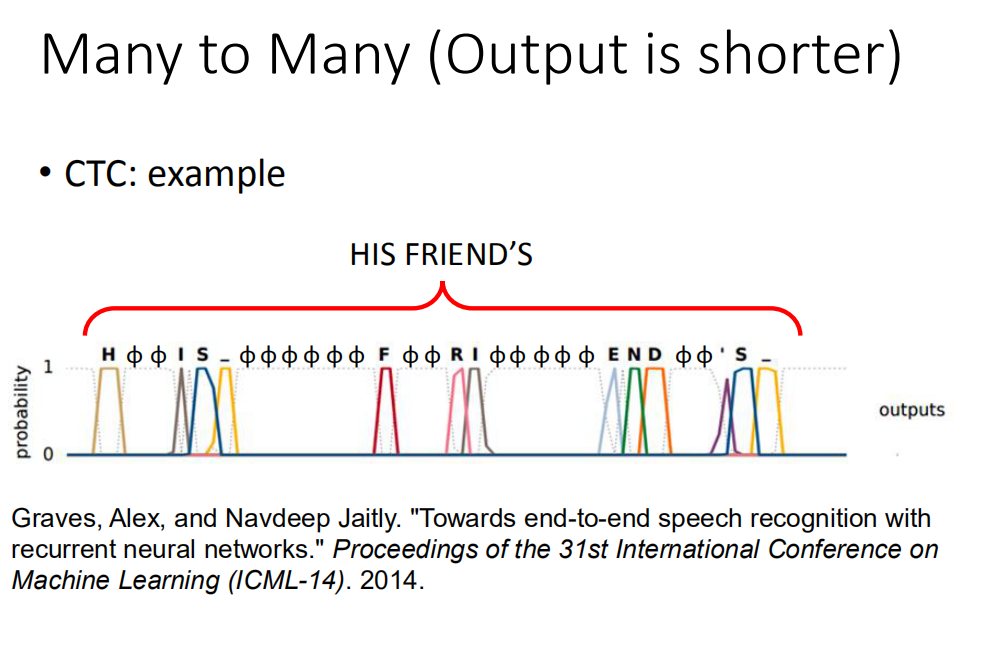 Many to Many (Output is shorter)
• CTC: example
HIS FRIEND’S
H ϕ ϕ I S _ ϕ ϕ ϕ ϕ ϕ ϕ F ϕ ϕ R I ϕ ϕ ϕ ϕ ϕ E N D ϕ ϕ ' S _
1
probability
outputs
0
Graves, Alex, and Navdeep Jaitly. "Towards end-to-end speech recognition with
recurrent neural networks." Proceedings of the 31st International Conference on
Machine Learning (ICML-14). 2014.